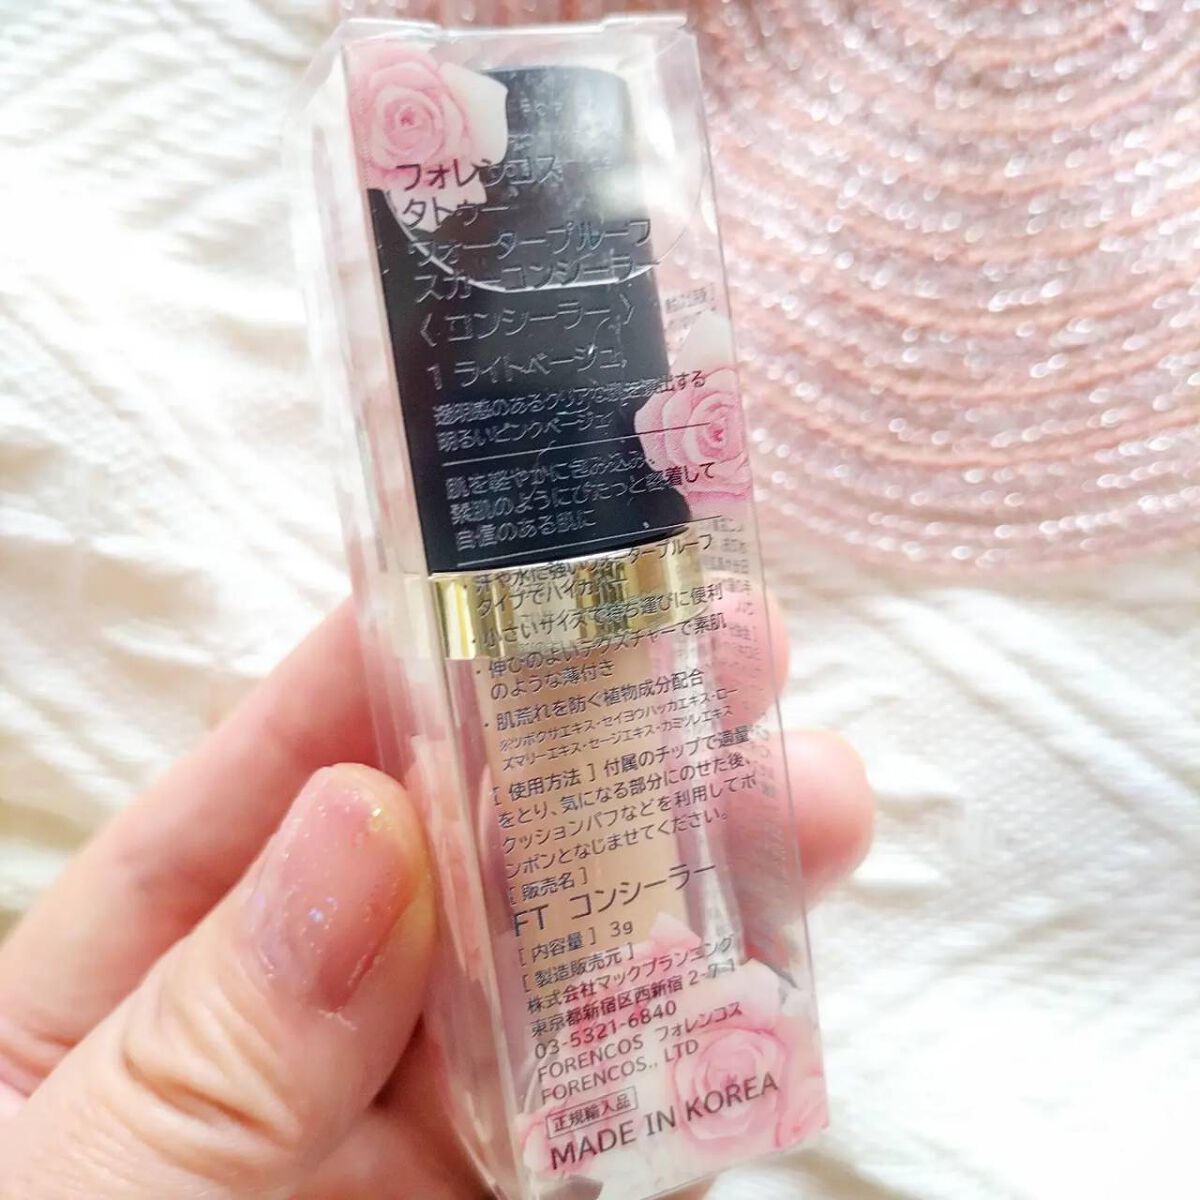 フォレンコス
タトゥー
ウォータープルーフ
スカーコンシーラー
〈コンシーラー〉
1 ライトベージュ
透明感のあるクリアな肌を演出する
明るいピンクベージュ
肌を軽やかに包み込み
素肌のようにぴたっと密着して
自信のある肌に
・汗や水に強いウォータープルーフ
タイプでハイカバー
・小さいサイズで持ち運びに便利
・伸びのよいテクスチャーで素肌
のような薄付き
・肌荒れを防ぐ植物成分配合
※ツボクサエキス・セイヨウハッカエキス・ロー
ズマリーエキス・セージエキス・カミツレエキス
[ 使用方法 ] 付属のチップで適量
をとり、気になる部分にのせた後、
クッションパフなどを利用してポ
ンポンとなじませてください。
[ 販売名 ]
FT コンシーラー
[ 内容量 ] 3g
[ 製造販売元 ]
株式会社マックプランニング
東京都新宿区西新宿 2-7-1
03-5321-6840
FORENCOS フォレンコス
FORENCOS., LTD
正規輸入品
MADE IN KOREA